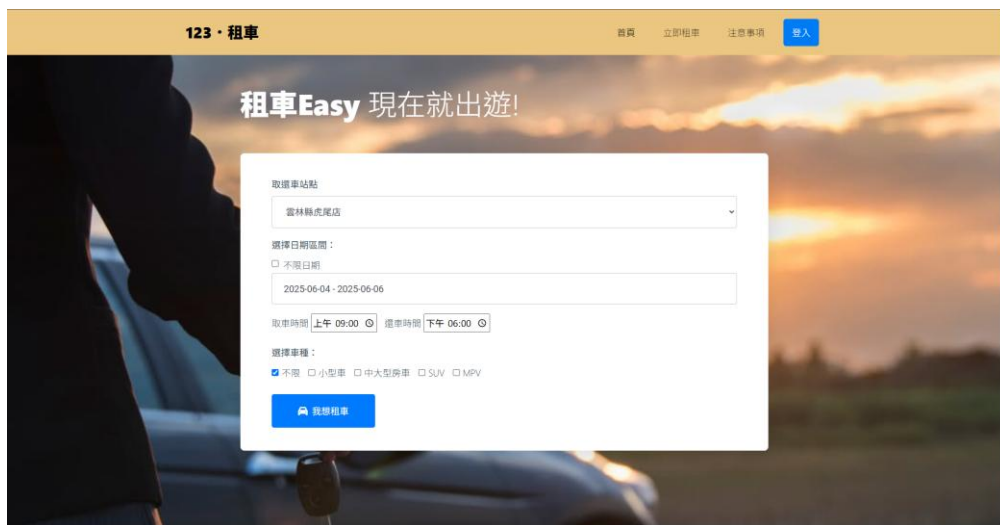 123・租車
首頁 立即租車 注意事項 登入
租車Easy 現在就出遊!
取還車站點
雲林縣虎尾店
選擇日期區間：
不限日期
2025-06-04 - 2025-06-06
取車時間 上午 09:00 還車時間 下午 06:00
選擇車種：
不限 小型車 中大型房車 SUV MPV
我想租車